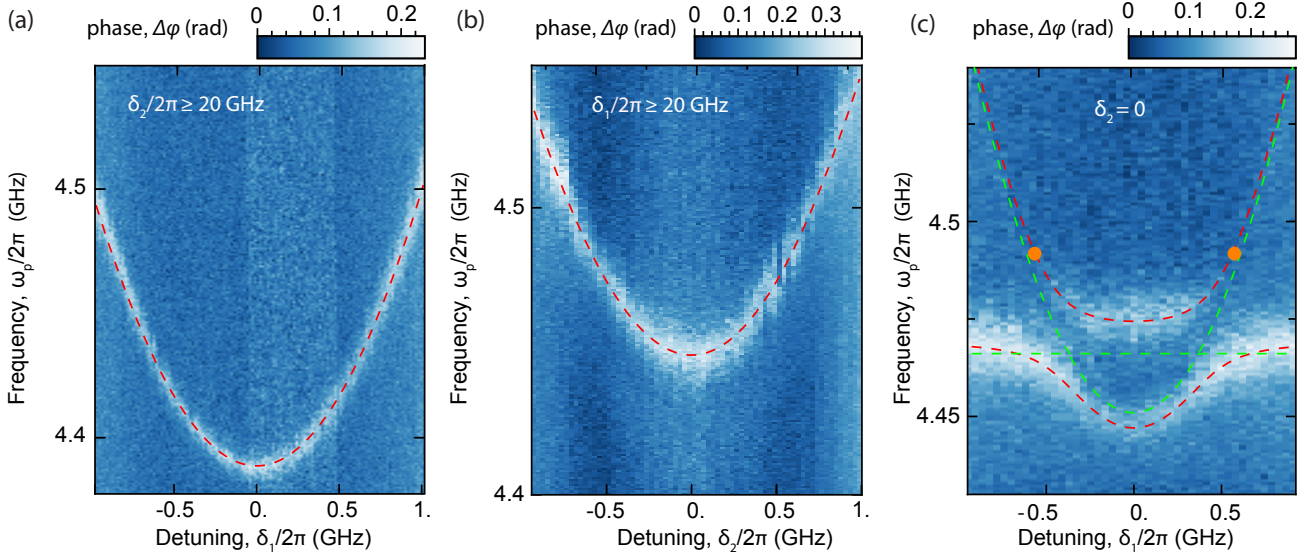 (a)
phase, Δφ (rad)
0 0.1 0.2
δ₂/2π ≥ 20 GHz
4.5
4.40
Frequency, ωₚ/2π (GHz)
-0.5 0. 0.5 1.
Detuning, δ₁/2π (GHz)
(b)
phase, Δφ (rad)
0 0.1 0.2 0.3
δ₁/2π ≥ 20 GHz
4.5
4.4
Frequency, ωₚ/2π (GHz)
-0.5 0. 0.5 1.
Detuning, δ₂/2π (GHz)
(c)
phase, Δφ (rad)
0 0.1 0.2
δ₂ = 0
4.5
4.45
Frequency, ωₚ/2π (GHz)
-0.5 0. 0.5
Detuning, δ₁/2π (GHz)